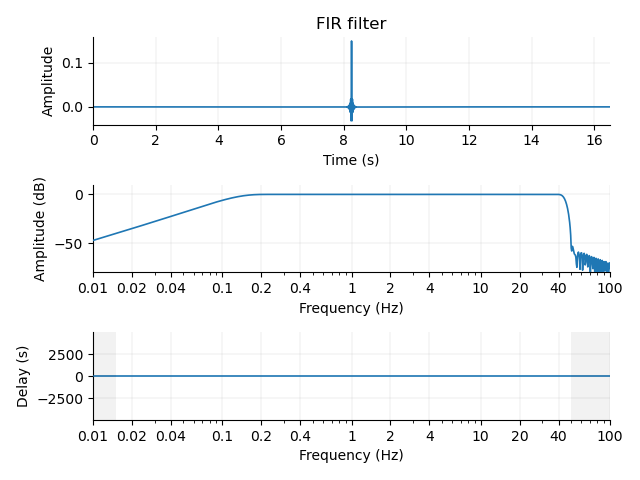 FIR filter
0.1
0.0
Amplitude
0 2 4 6 8 10 12 14 16
Time (s)
0
−50
Amplitude (dB)
0.01 0.02 0.04 0.1 0.2 0.4 1 2 4 10 20 40 100
Frequency (Hz)
2500
0
−2500
Delay (s)
0.01 0.02 0.04 0.1 0.2 0.4 1 2 4 10 20 40 100
Frequency (Hz)